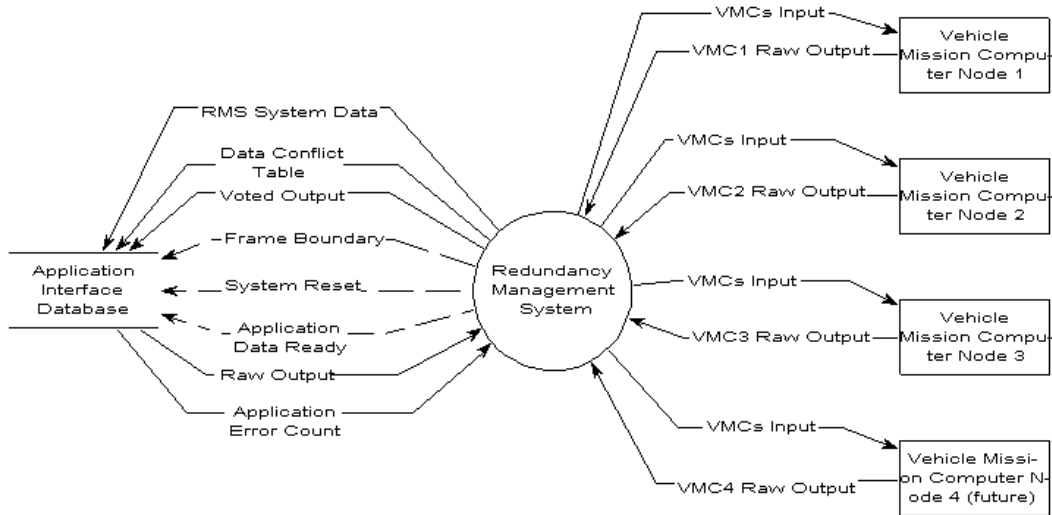 VMCs Input
Vehicle
Mission Compu-
ter Node 1
VMC1 Raw Output
RMS System Data
Data Conflict
Table
Voted Output
Frame Boundary
System Reset
Application
Data Ready
Raw Output
Application
Error Count
Application
Interface
Database
Redundancy
Management
System
VMCs Input
VMC2 Raw Output
Vehicle
Mission Compu-
ter Node 2
VMCs Input
VMC3 Raw Output
Vehicle
Mission Compu-
ter Node 3
VMCs Input
VMC4 Raw Output
Vehicle Missi-
on Computer N-
ode 4 (future)